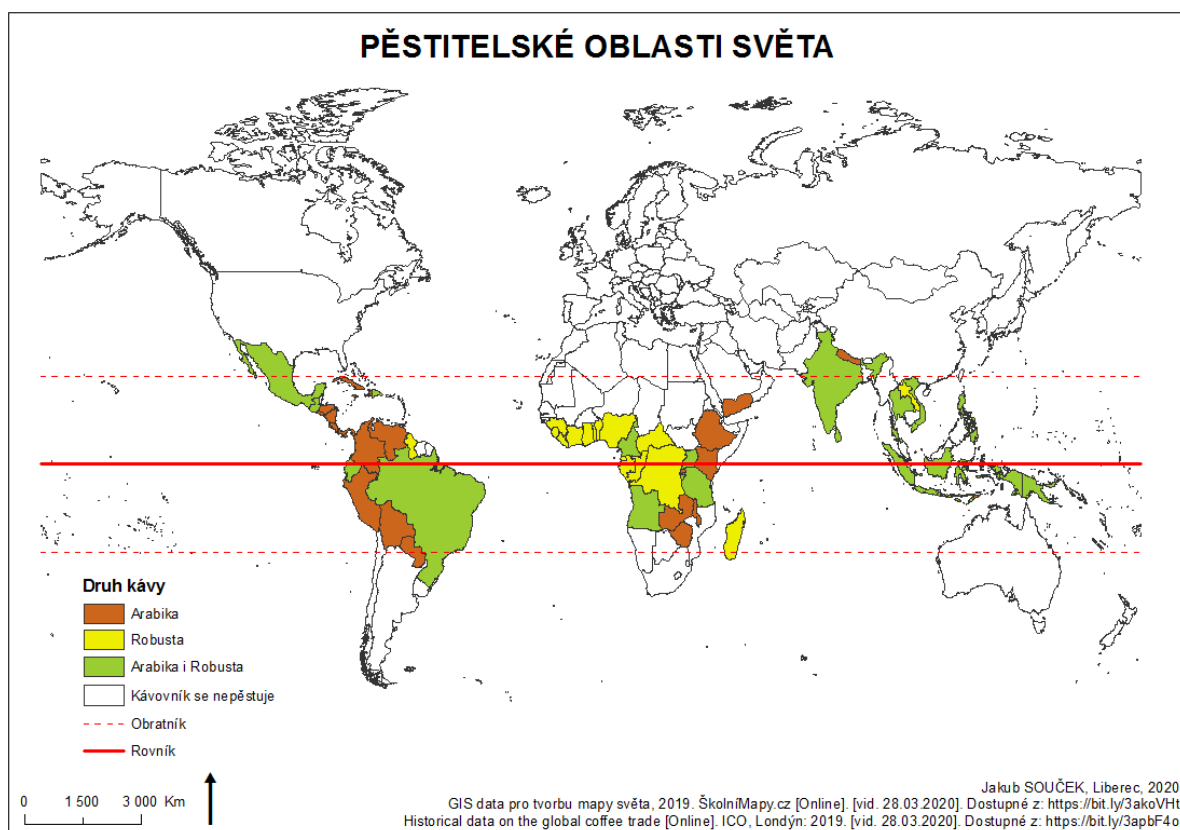 PĚSTITELSKÉ OBLASTI SVĚTA
Druh kávy
Arabika
Robusta
Arabika i Robusta
Kávovník se nepěstuje
Obratník
Rovník
0 1 500 3 000 Km
Jakub SOUČEK, Liberec, 2020
GIS data pro tvorbu mapy světa, 2019. ŠkolníMapy.cz [Online]. [vid. 28.03.2020]. Dostupné z: https://bit.ly/3akoVHt
Historical data on the global coffee trade [Online]. ICO, Londýn: 2019. [vid. 28.03.2020]. Dostupné z: https://bit.ly/3apbF4o